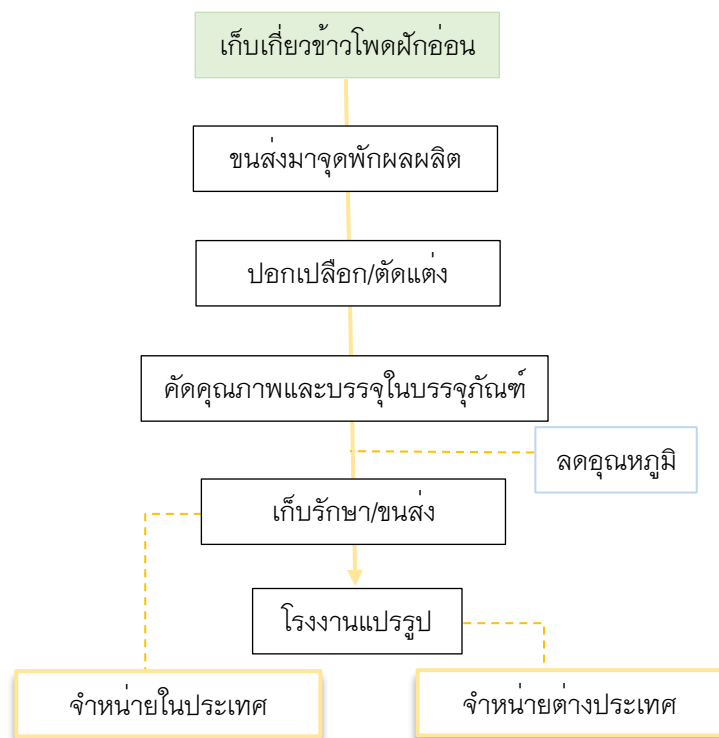 เก็บเกี่ยวข้าวโพดฝักอ่อน
ขนส่งมาจุดพักผลผลิต
ปอกเปลือก/ตัดแต่ง
คัดคุณภาพและบรรจุในบรรจุภัณฑ์
ลดอุณหภูมิ
เก็บรักษา/ขนส่ง
โรงงานแปรรูป
จำหน่ายในประเทศ
จำหน่ายต่างประเทศ